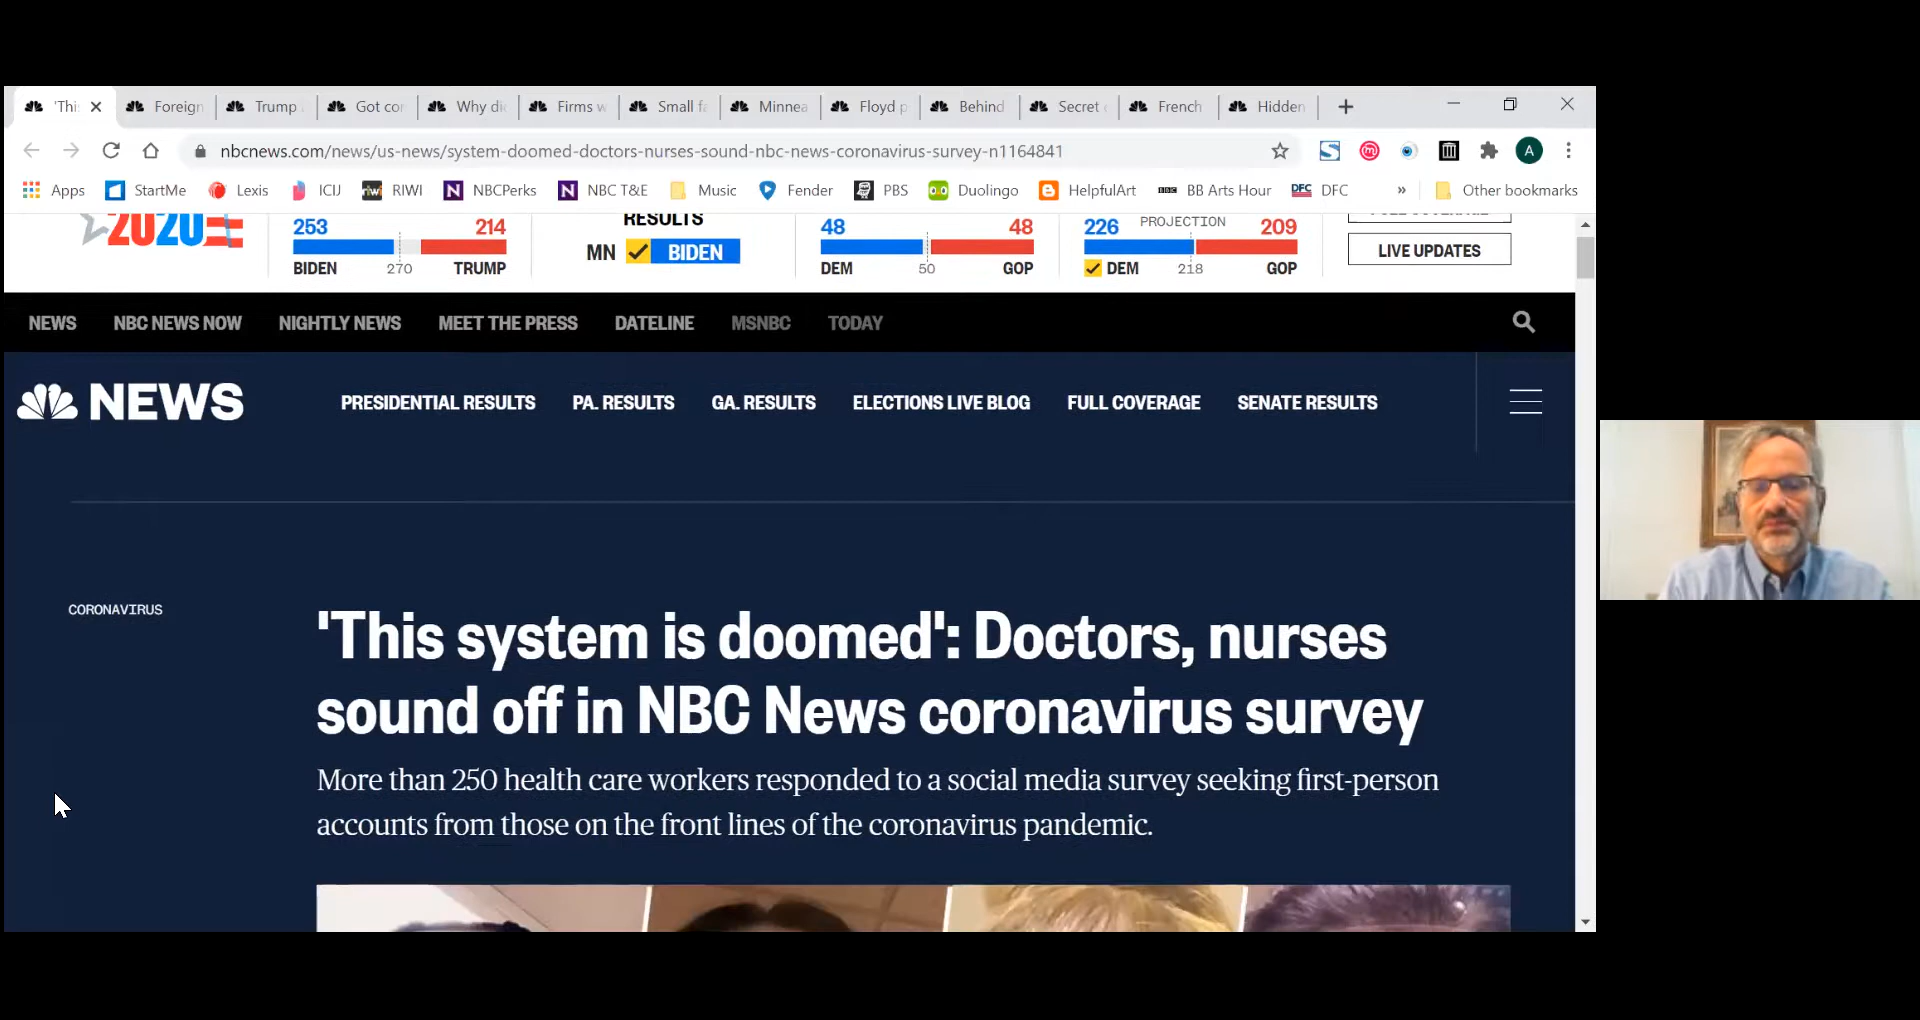 'Thi
Foreign
Trump
Got co
Why di
Firms w
Small f
Minnea
Floyd p
Behind
Secret
French
Hidden
nbcnews.com/news/us-news/system-doomed-doctors-nurses-sound-nbc-news-coronavirus-survey-n1164841
A
Apps StartMe Lexis ICIJ RIWI NBCPerks NBC T&E Music Fender PBS Duolingo HelpfulArt BB Arts Hour DFC » Other bookmarks
2020
253 214
BIDEN 270 TRUMP
RESULTS
MN BIDEN
48 48
DEM 50 GOP
226 PROJECTION 209
DEM 218 GOP
LIVE UPDATES
NEWS NBC NEWS NOW NIGHTLY NEWS MEET THE PRESS DATELINE MSNBC TODAY
NEWS PRESIDENTIAL RESULTS PA. RESULTS GA. RESULTS ELECTIONS LIVE BLOG FULL COVERAGE SENATE RESULTS
CORONAVIRUS
'This system is doomed': Doctors, nurses
sound off in NBC News coronavirus survey
More than 250 health care workers responded to a social media survey seeking first-person
accounts from those on the front lines of the coronavirus pandemic.